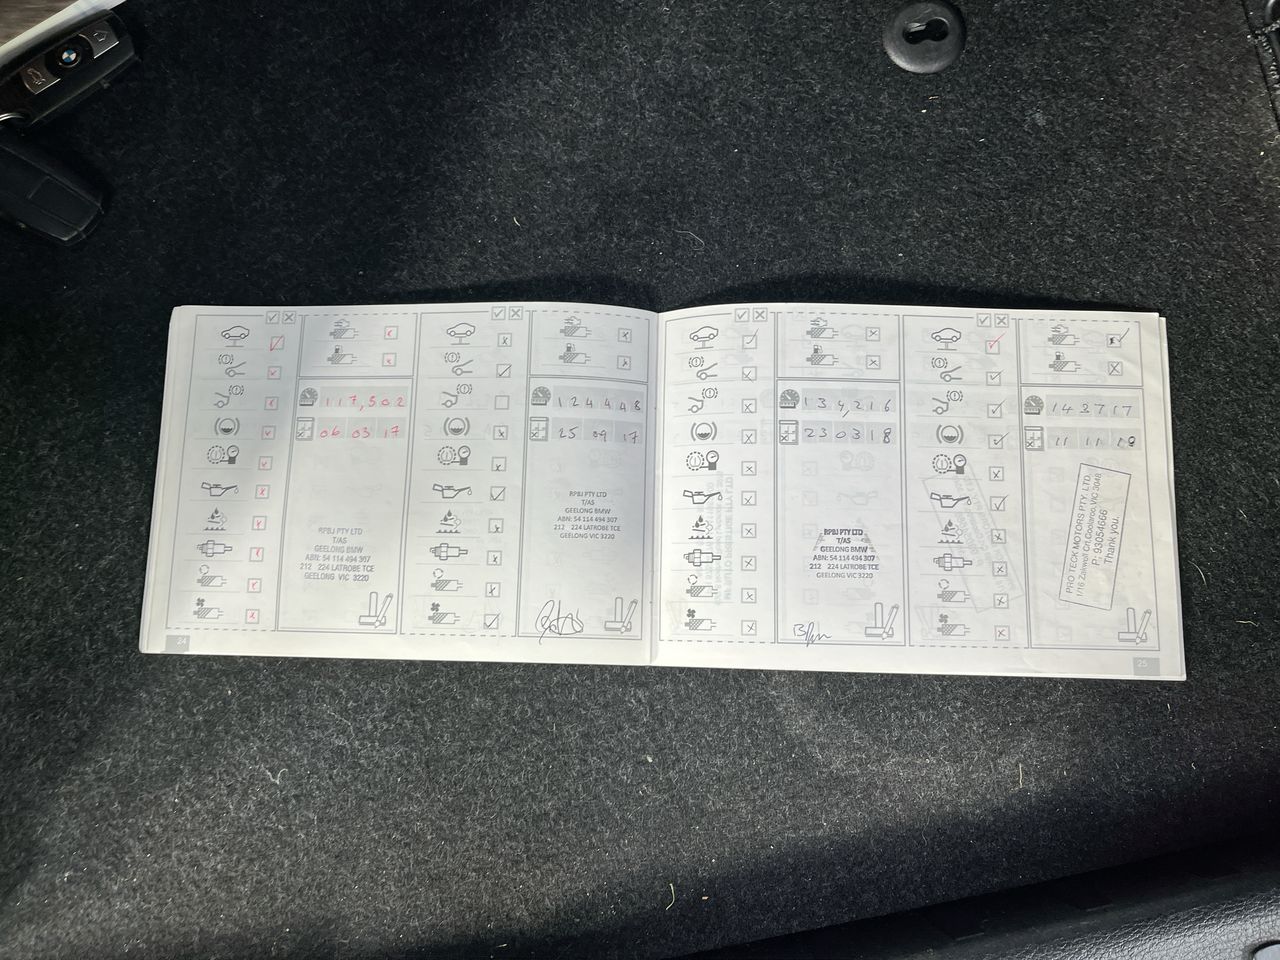 117,502
06 03 17
RPBJ PTY LTD
T/AS
GEELONG BMW
ABN: 54 114 494 307
212 224 LATROBE TCE
GEELONG VIC 3220
24
124448
25 09 17
RPBJ PTY LTD
T/AS
GEELONG BMW
ABN: 54 114 494 307
212 224 LATROBE TCE
GEELONG VIC 3220
134,216
23 03 18
RPBJ PTY LTD
T/AS
GEELONG BMW
ABN: 54 114 494 307
212 224 LATROBE TCE
GEELONG VIC 3220
143717
11 11
PRO TECK MOTORS PTY. LTD.
P: 93054666
Thank you.
25